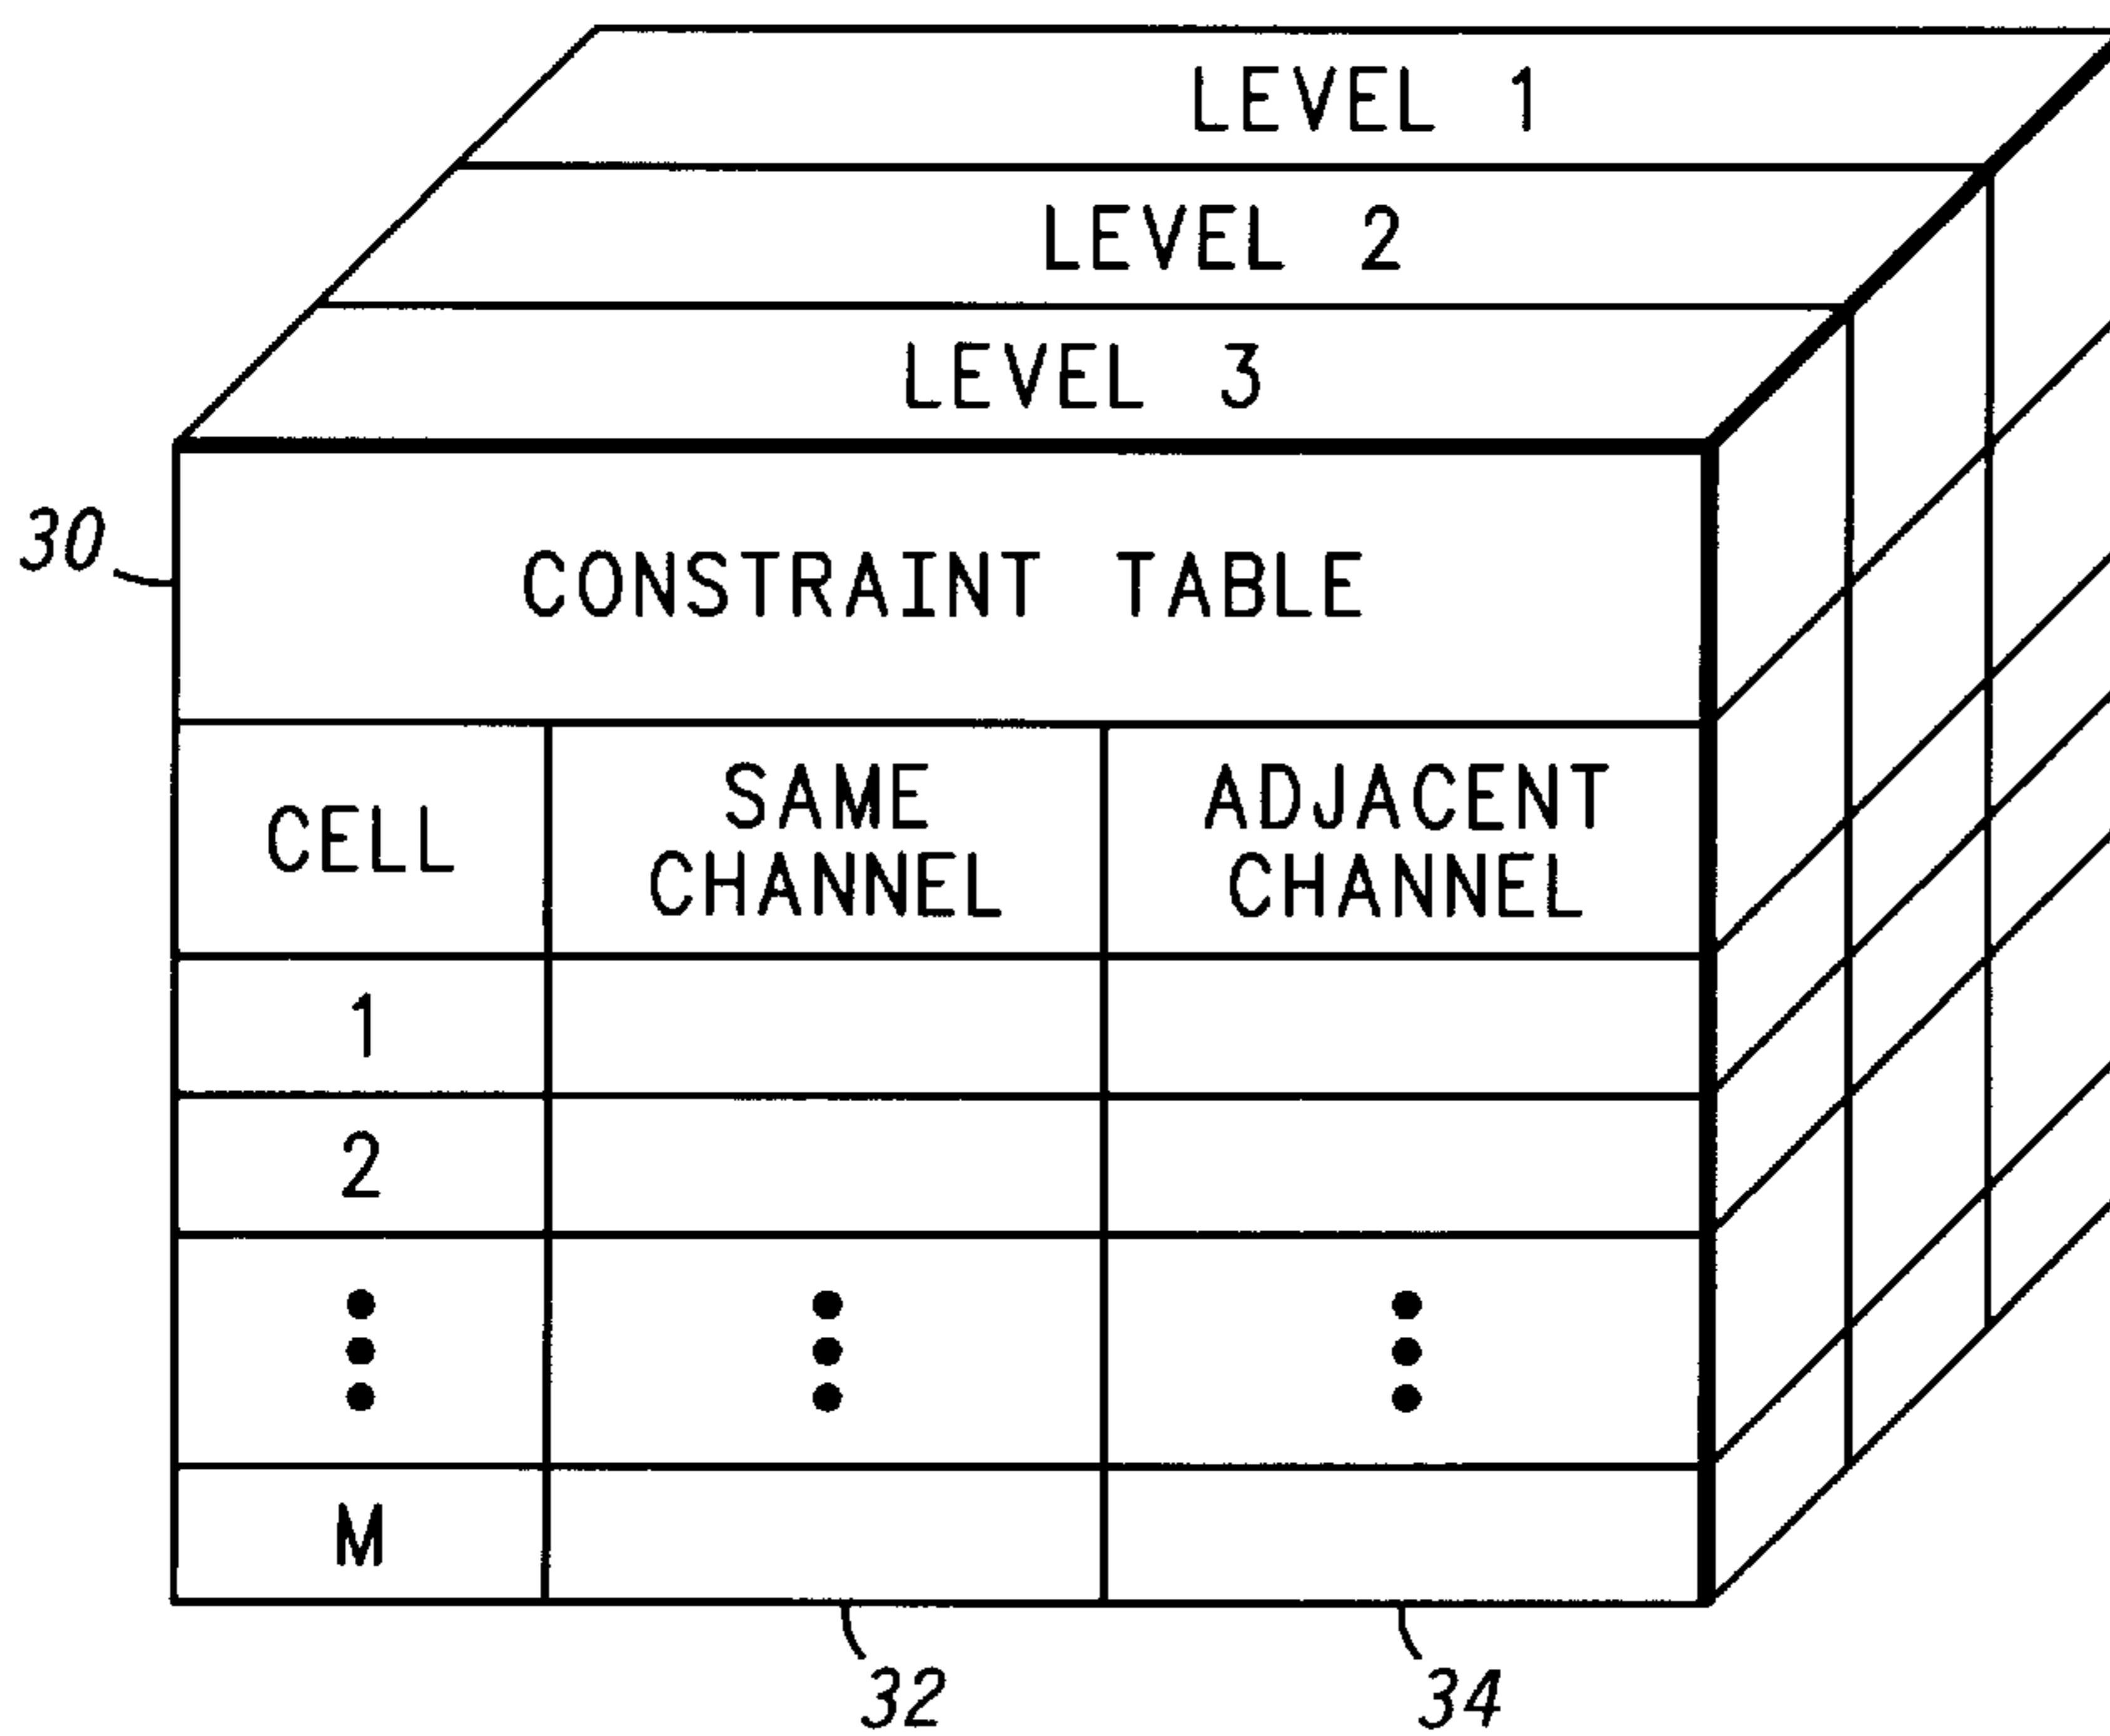 LEVEL 1
LEVEL 2
LEVEL 3
30
CONSTRAINT TABLE
CELL
SAME
CHANNEL
ADJACENT
CHANNEL
1
2
M
32
34